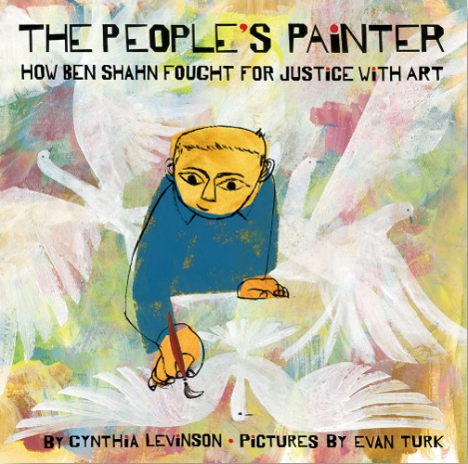 THE PEOPLE'S PAINTER
HOW BEN SHAHN FOUGHT FOR JUSTICE WITH ART
BY CYNTHIA LEVINSON • PICTURES BY EVAN TURK